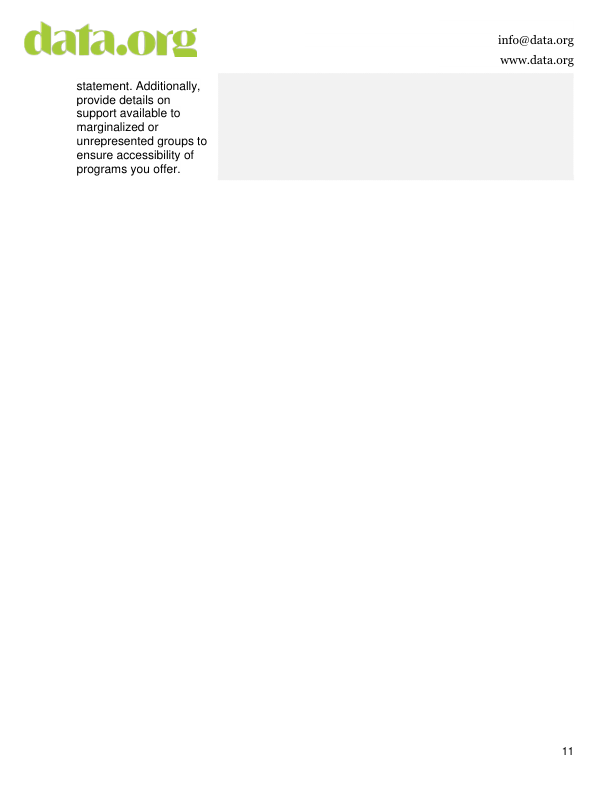 data.org
info@data.org
www.data.org
statement. Additionally,
provide details on
support available to
marginalized or
unrepresented groups to
ensure accessibility of
programs you offer.
11